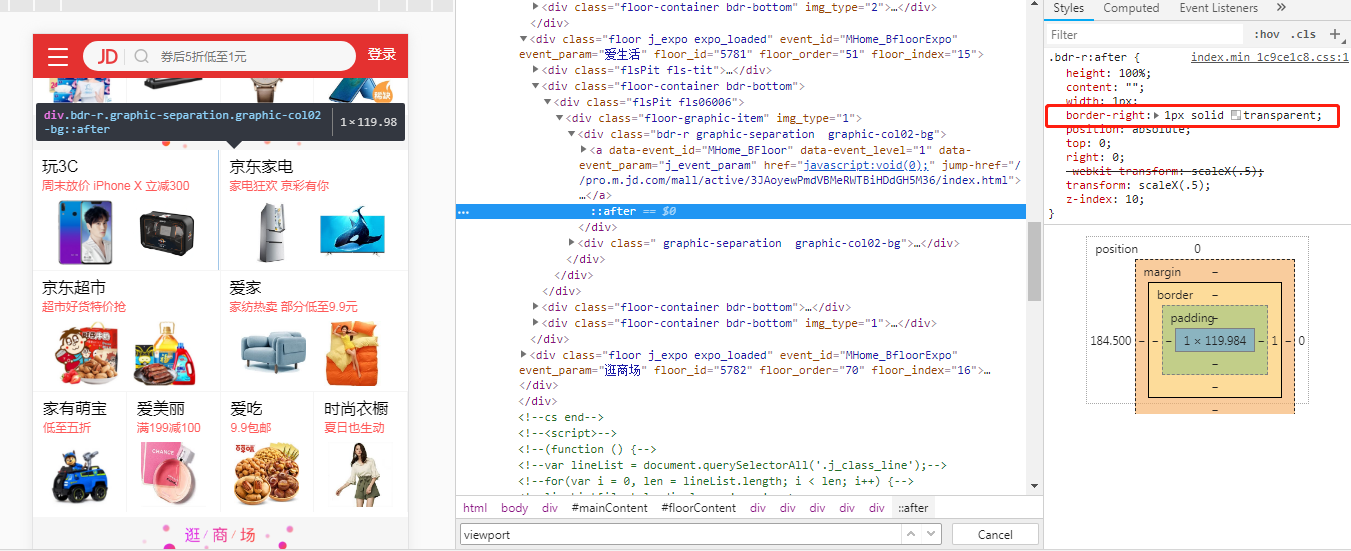 JD
券后5折低至1元
登录
div.bdr-r.graphic-separation.graphic-col02
-bg::after
1 × 119.98
玩3C
周末放价 iPhone X 立减300
京东家电
家电狂欢 京彩有你
京东超市
超市好货特价抢
爱家
家纺热卖 部分低至9.9元
家有萌宝
低至五折
爱美丽
满199减100
爱吃
9.9包邮
时尚衣橱
夏日也生动
CHANCE
逛 / 商 / 场
▶<div class="floor-container bdr-bottom" img_type="2">…</div>
</div>
▼<div class="floor j_expo expo_loaded" event_id="MHome_BfloorExpo"
event_param="爱生活" floor_id="5781" floor_order="51" floor_index="15">
▶<div class="flsPit fls-tit">…</div>
▼<div class="floor-container bdr-bottom">
▼<div class="flsPit fls06006">
▼<div class="floor-graphic-item" img_type="1">
▼<div class="bdr-r graphic-separation  graphic-col02-bg">
▶<a data-event_id="MHome_BFloor" data-event_level="1" data-
event_param="j_event_param" href="javascript:void(0);" jump-href="/
/pro.m.jd.com/mall/active/3JAoyewPmdVBMeRWTBiHDdGH5M36/index.html">
…</a>
… ::after == $0
</div>
▶<div class=" graphic-separation  graphic-col02-bg">…</div>
</div>
</div>
</div>
▶<div class="floor-container bdr-bottom">…</div>
▶<div class="floor-container bdr-bottom" img_type="1">…</div>
</div>
▶<div class="floor j_expo expo_loaded" event_id="MHome_BfloorExpo"
event_param="逛商场" floor_id="5782" floor_order="70" floor_index="16">…
</div>
</div>
<!--cs end-->
<!--<script>-->
<!--(function () {-->
<!--var lineList = document.querySelectorAll('.j_class_line');-->
<!--for(var i = 0, len = lineList.length; i < len; i++) {-->
html body div #mainContent #floorContent div div div div div ::after
viewport
Cancel
Styles Computed Event Listeners »
Filter :hov .cls +
.bdr-r:after { index.min 1c9ce1c8.css:1
height: 100%;
content: "";
width: 1px;
border-right:▶ 1px solid transparent;
position: absolute;
top: 0;
right: 0;
-webkit-transform: scaleX(.5);
transform: scaleX(.5);
z-index: 10;
}
position 0
margin –
border –
padding –
184.500 – – – 1 × 119.984 – 1 – 0
–
–
–